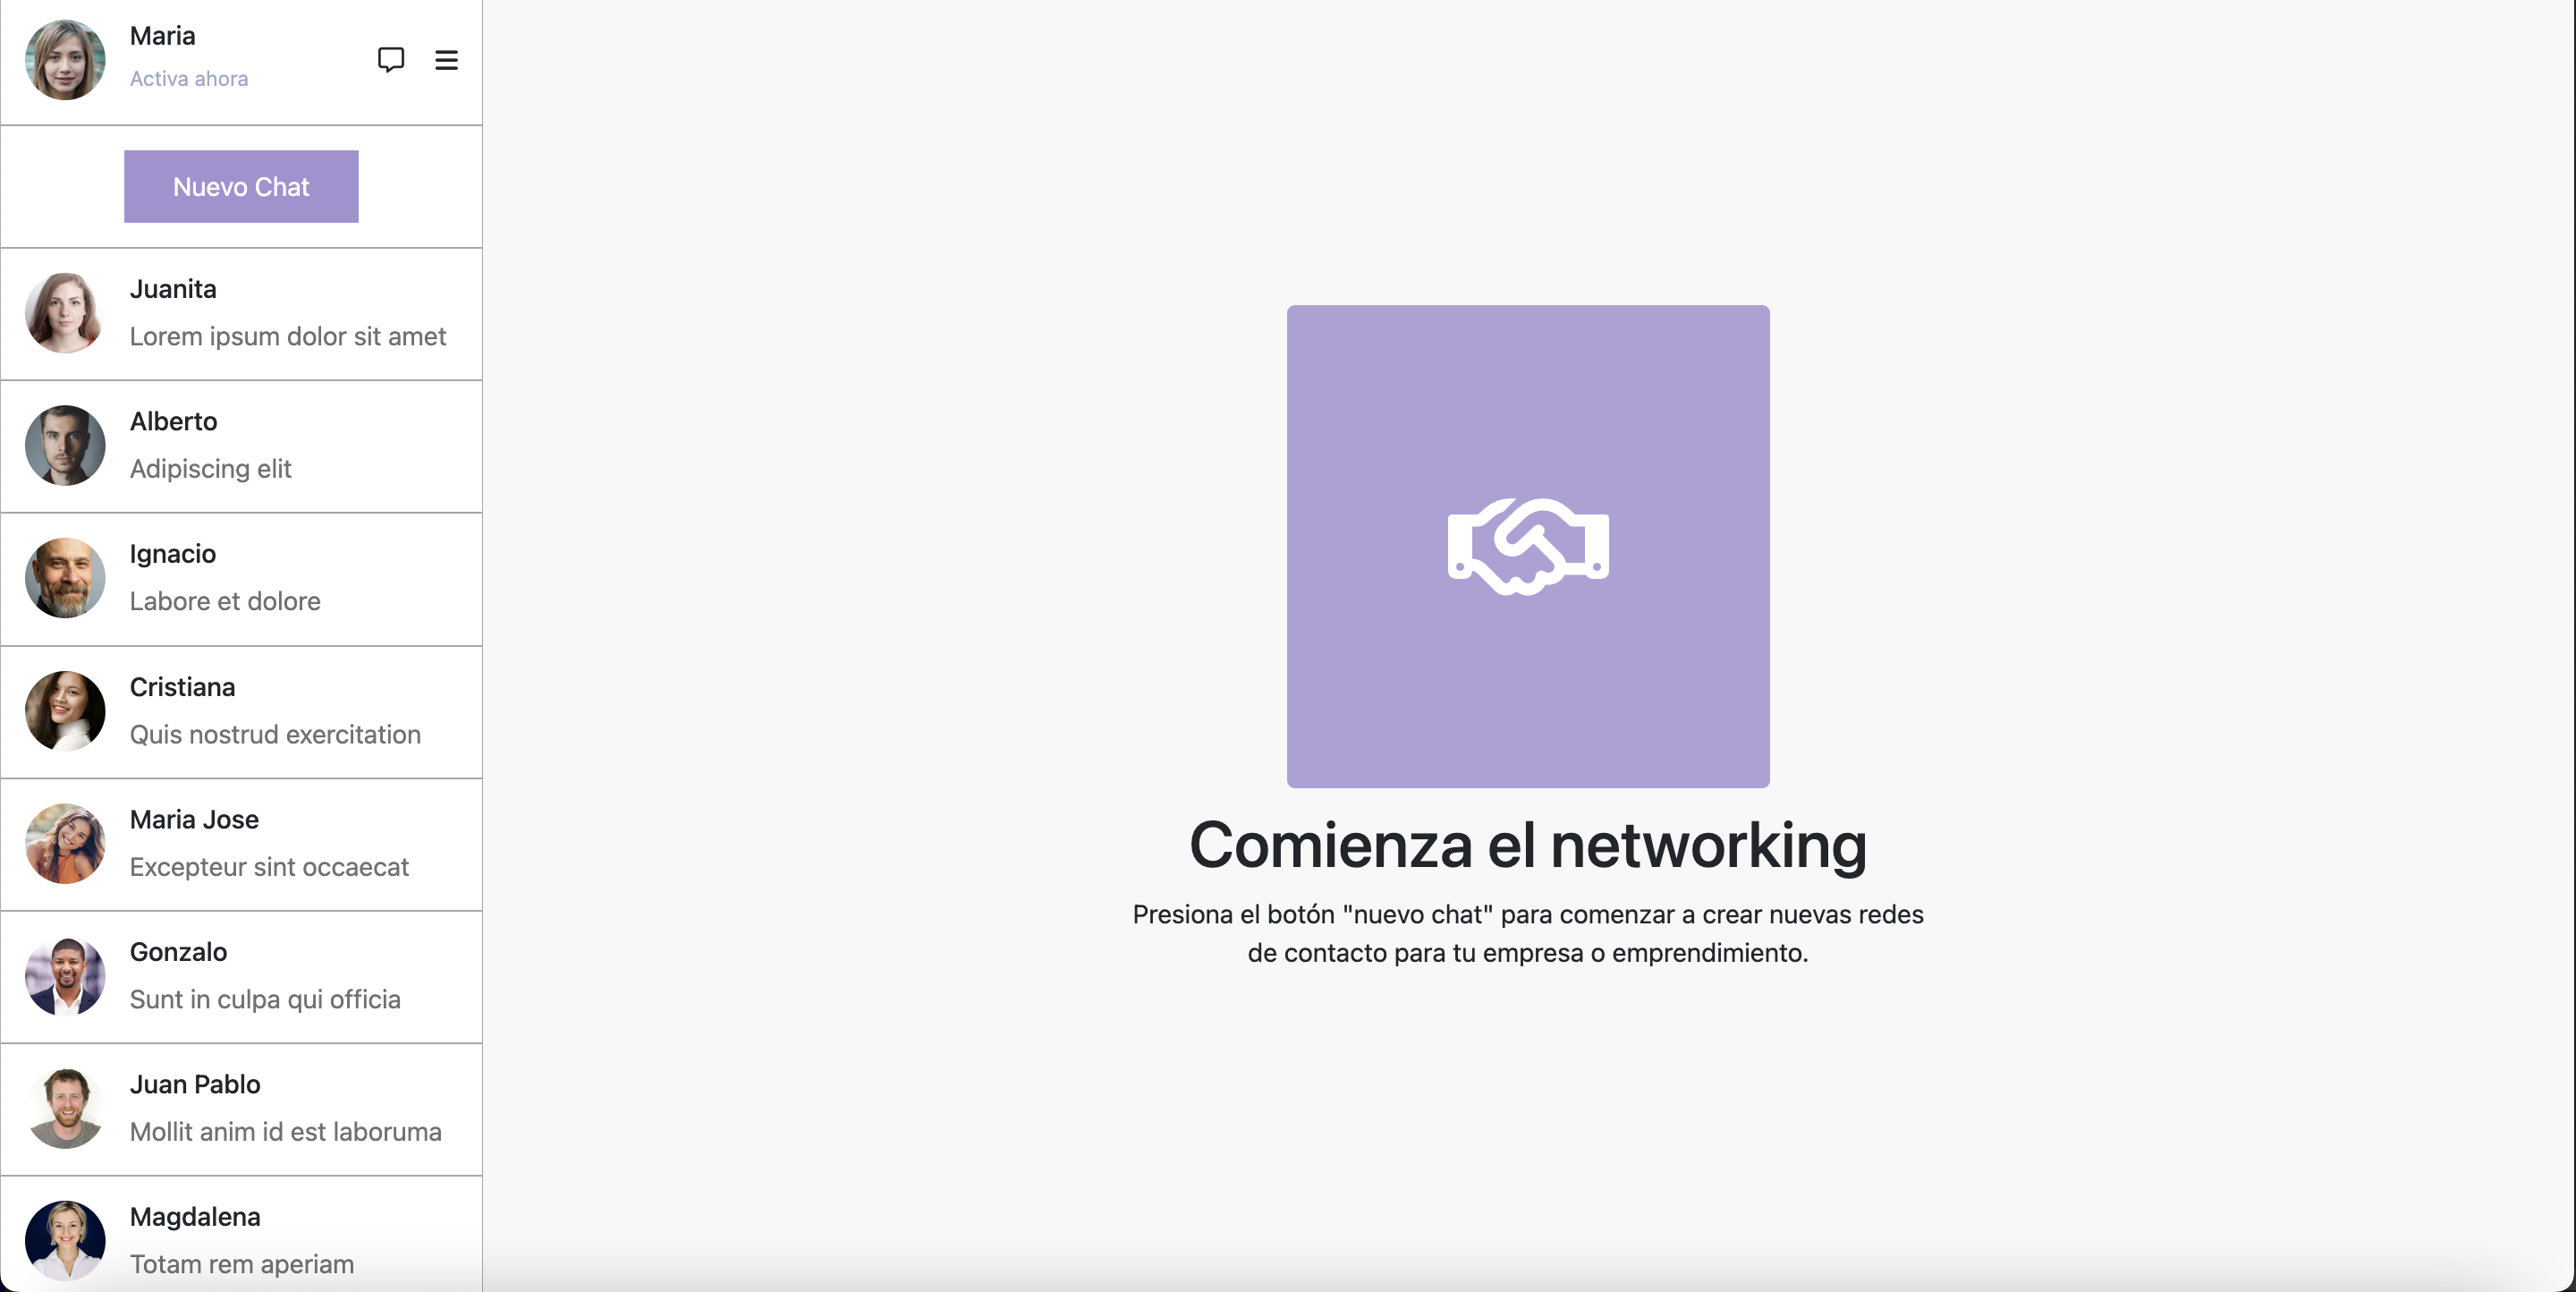 Maria
Activa ahora
Nuevo Chat
Juanita
Lorem ipsum dolor sit amet
Alberto
Adipiscing elit
Ignacio
Labore et dolore
Cristiana
Quis nostrud exercitation
Maria Jose
Excepteur sint occaecat
Gonzalo
Sunt in culpa qui officia
Juan Pablo
Mollit anim id est laboruma
Magdalena
Totam rem aperiam
Comienza el networking
Presiona el botón "nuevo chat" para comenzar a crear nuevas redes
de contacto para tu empresa o emprendimiento.